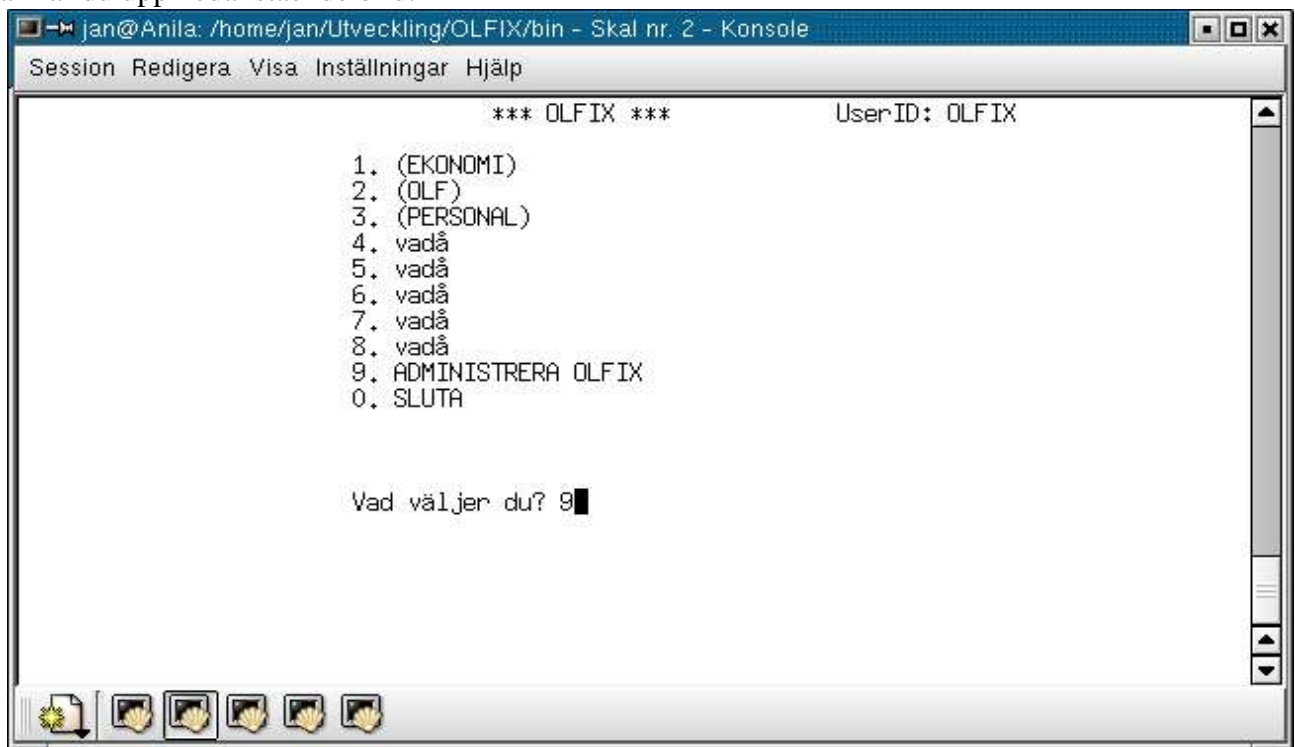 jan@Anila: /home/jan/Utveckling/OLFIX/bin - Skal nr. 2 - Konsole
Session Redigera Visa Inställningar Hjälp
*** OLFIX *** UserID: OLFIX
1. (EKONOMI)
2. (OLF)
3. (PERSONAL)
4. vadå
5. vadå
6. vadå
7. vadå
8. vadå
9. ADMINISTRERA OLFIX
0. SLUTA
Vad väljer du? 9